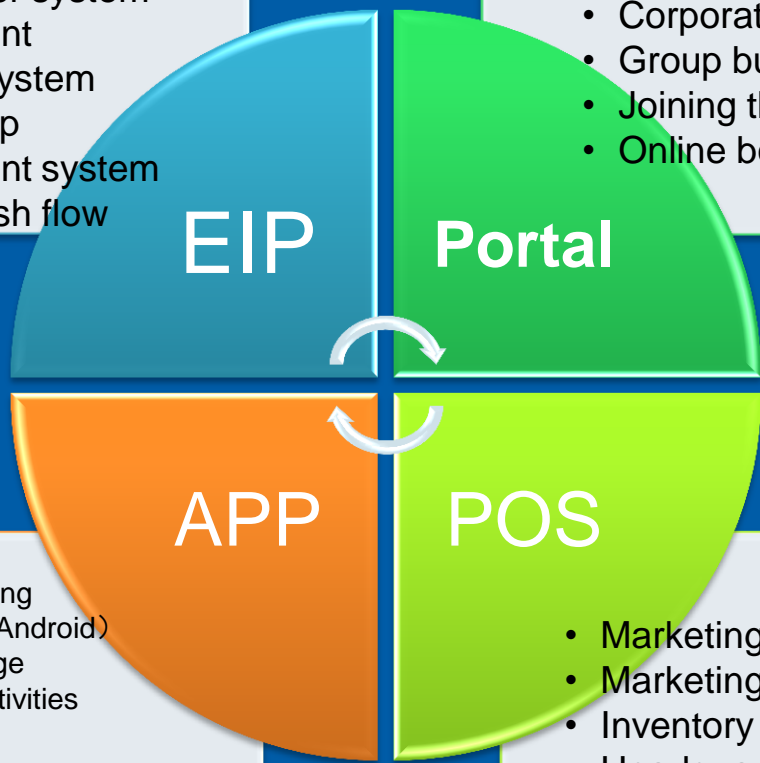 system
nt
ystem
p
nt system
sh flow
• Corporat
• Group bu
• Joining th
• Online bo
EIP
Portal
APP
POS
ng
Android）
ge
tivities
• Marketing
• Marketing
• Inventory